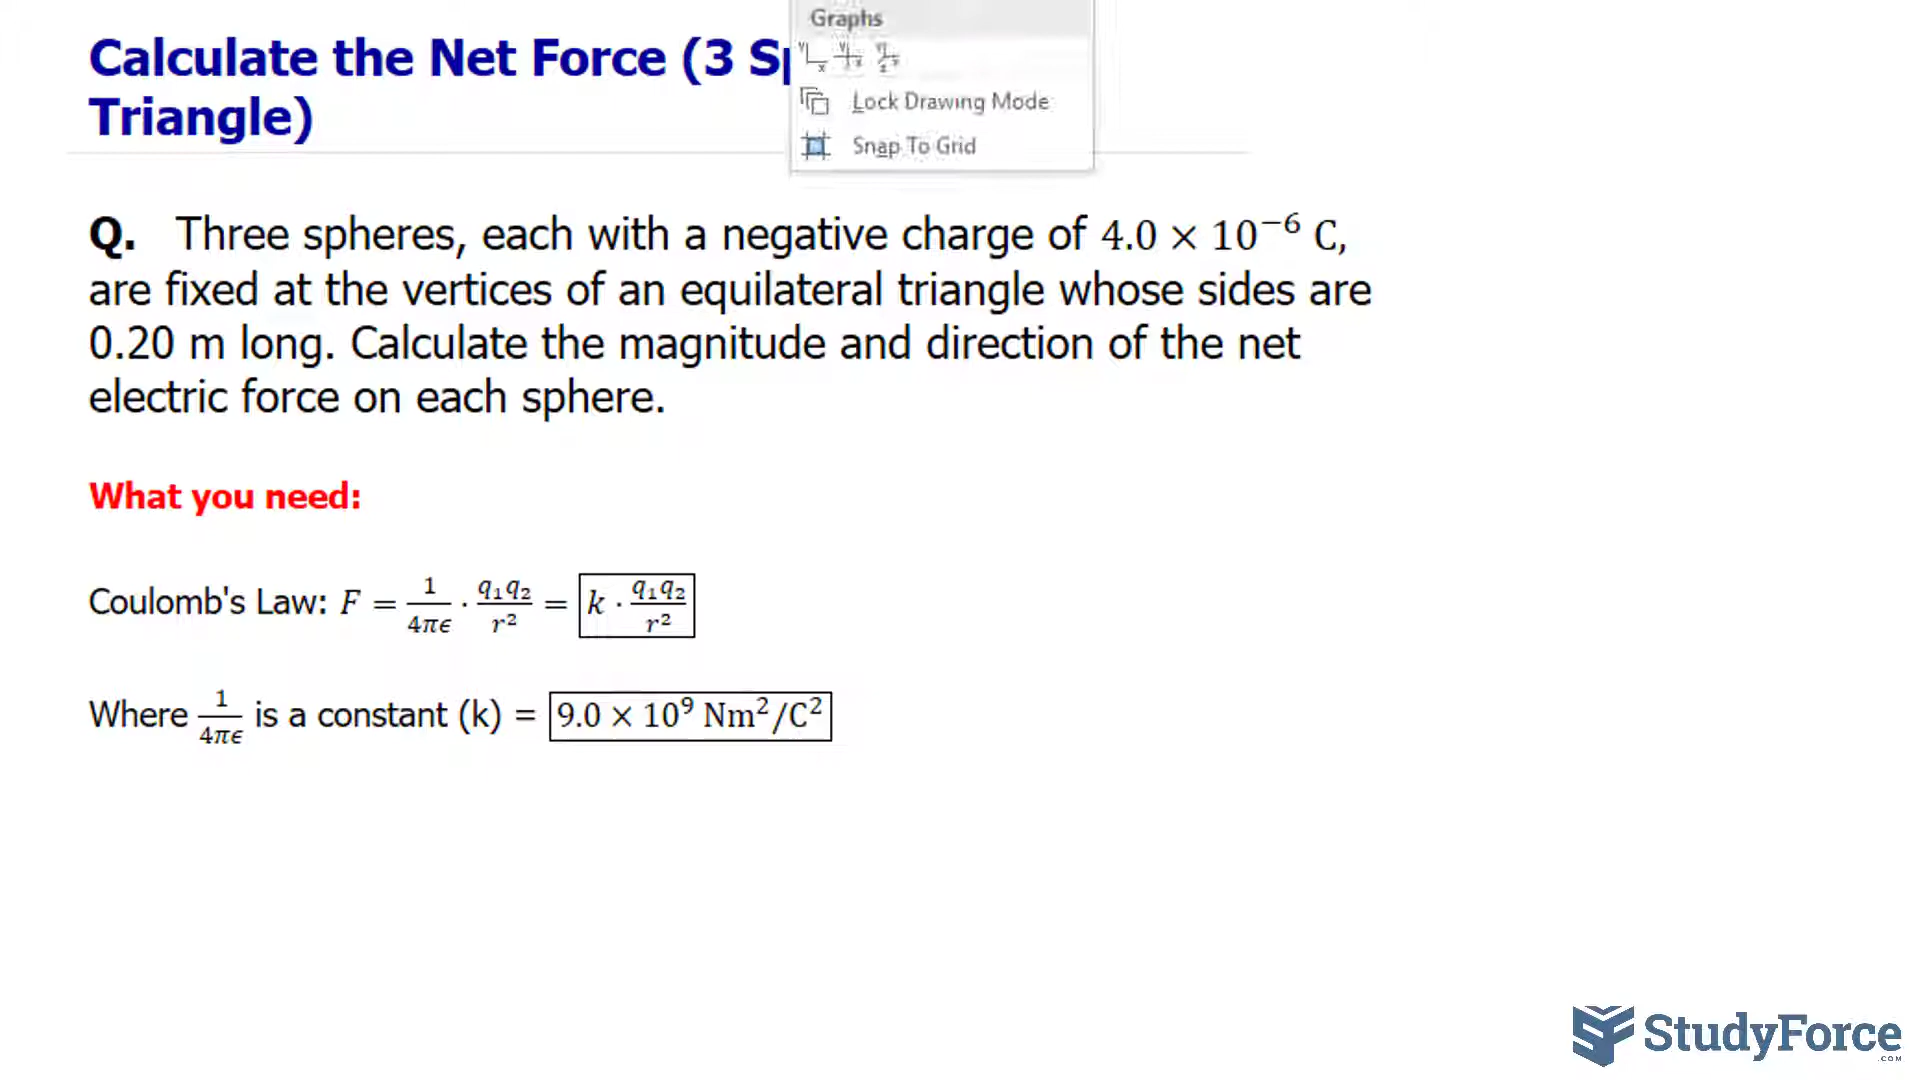 Graphs
Calculate the Net Force (3 Sp
Triangle)
Lock Drawing Mode
Snap To Grid
Q. Three spheres, each with a negative charge of 4.0 × 10⁻⁶ C,
are fixed at the vertices of an equilateral triangle whose sides are
0.20 m long. Calculate the magnitude and direction of the net
electric force on each sphere.
What you need:
Coulomb's Law: F = 1/4πϵ · q₁q₂/r² = k · q₁q₂/r²
Where 1/4πϵ is a constant (k) = 9.0 × 10⁹ Nm²/C²
StudyForce
.COM